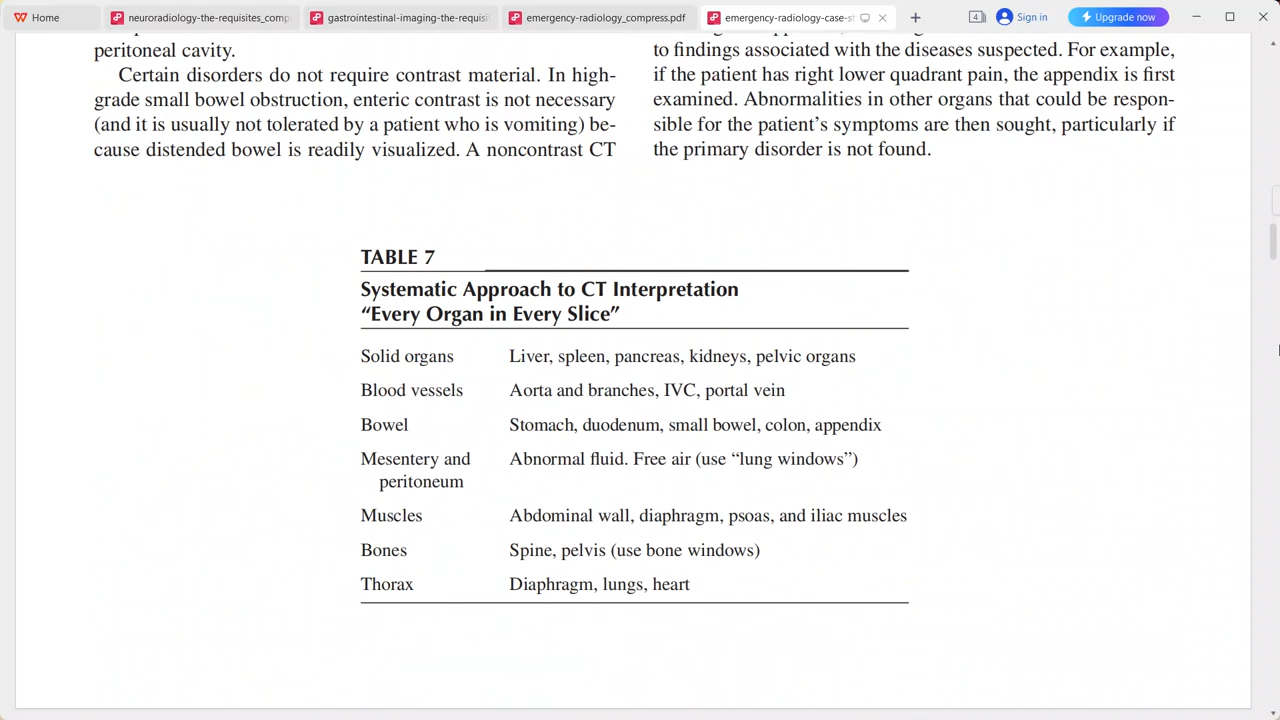 Home
neuroradiology-the-requisites_comp
gastrointestinal-imaging-the-requisit
emergency-radiology_compress.pdf
emergency-radiology-case-st
4
Sign in
Upgrade now
peritoneal cavity.
Certain disorders do not require contrast material. In high-
grade small bowel obstruction, enteric contrast is not necessary
(and it is usually not tolerated by a patient who is vomiting) be-
cause distended bowel is readily visualized. A noncontrast CT
to findings associated with the diseases suspected. For example,
if the patient has right lower quadrant pain, the appendix is first
examined. Abnormalities in other organs that could be respon-
sible for the patient’s symptoms are then sought, particularly if
the primary disorder is not found.
TABLE 7
Systematic Approach to CT Interpretation
“Every Organ in Every Slice”
Solid organs Liver, spleen, pancreas, kidneys, pelvic organs
Blood vessels Aorta and branches, IVC, portal vein
Bowel Stomach, duodenum, small bowel, colon, appendix
Mesentery and Abnormal fluid. Free air (use “lung windows”)
peritoneum
Muscles Abdominal wall, diaphragm, psoas, and iliac muscles
Bones Spine, pelvis (use bone windows)
Thorax Diaphragm, lungs, heart